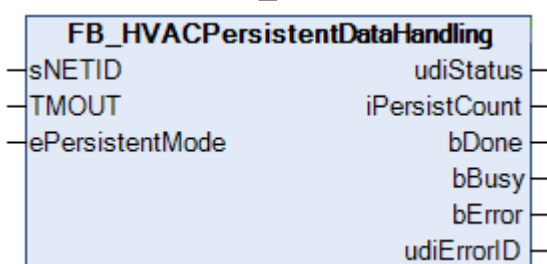 FB_HVACPersistentDataHandling
sNETID udiStatus
TMOUT iPersistCount
ePersistentMode bDone
bBusy
bError
udiErrorID